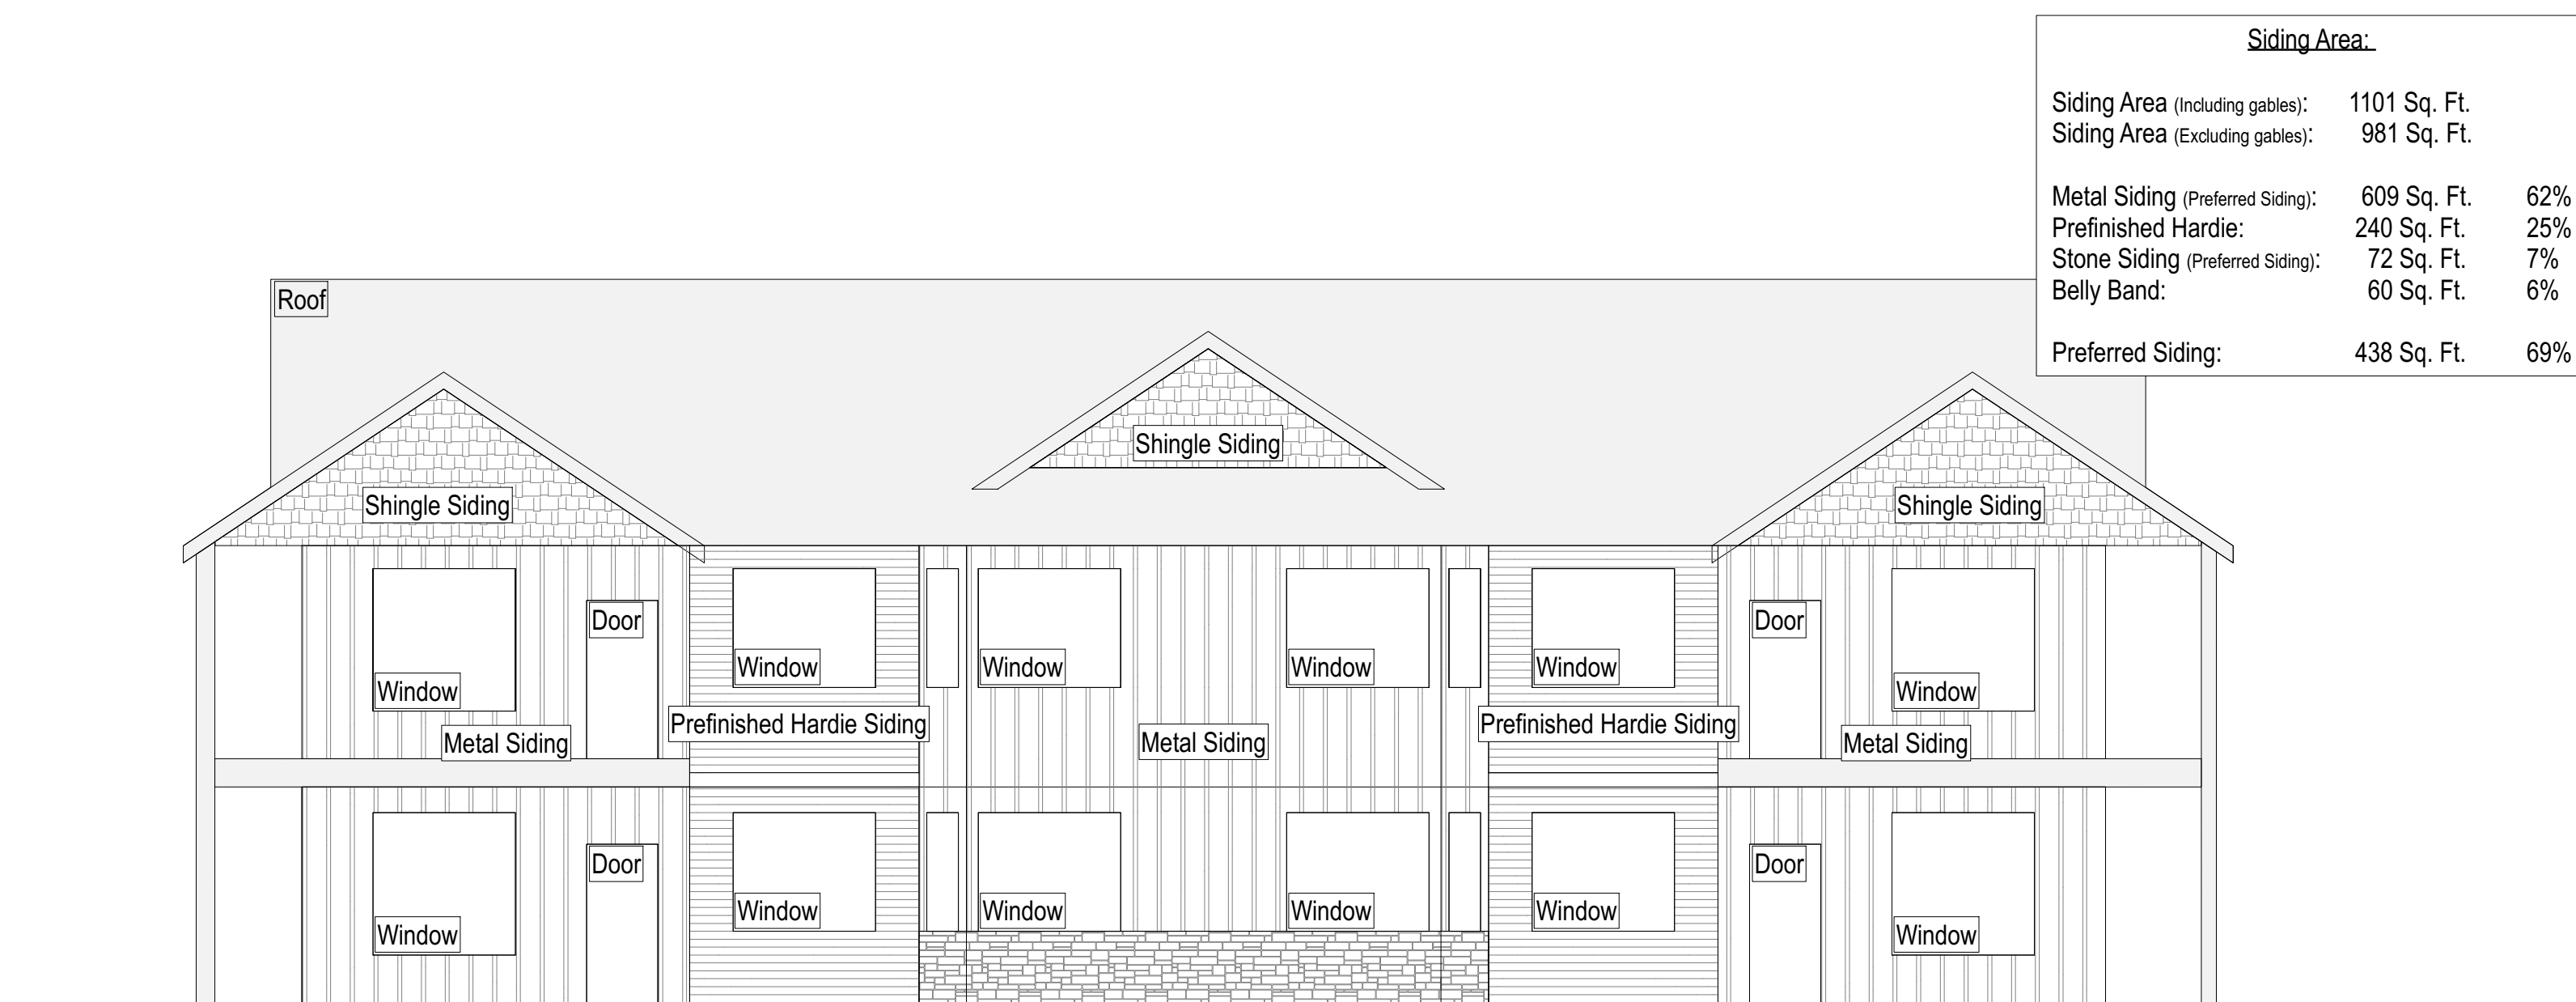 Siding Area:
Siding Area (Including gables): 1101 Sq. Ft.
Siding Area (Excluding gables): 981 Sq. Ft.
Metal Siding (Preferred Siding): 609 Sq. Ft. 62%
Prefinished Hardie: 240 Sq. Ft. 25%
Stone Siding (Preferred Siding): 72 Sq. Ft. 7%
Belly Band: 60 Sq. Ft. 6%
Preferred Siding: 438 Sq. Ft. 69%
Roof
Shingle Siding
Shingle Siding
Shingle Siding
Door
Door
Window
Window
Window
Window
Window
Window
Prefinished Hardie Siding
Prefinished Hardie Siding
Metal Siding
Metal Siding
Metal Siding
Door
Door
Window
Window
Window
Window
Window
Window